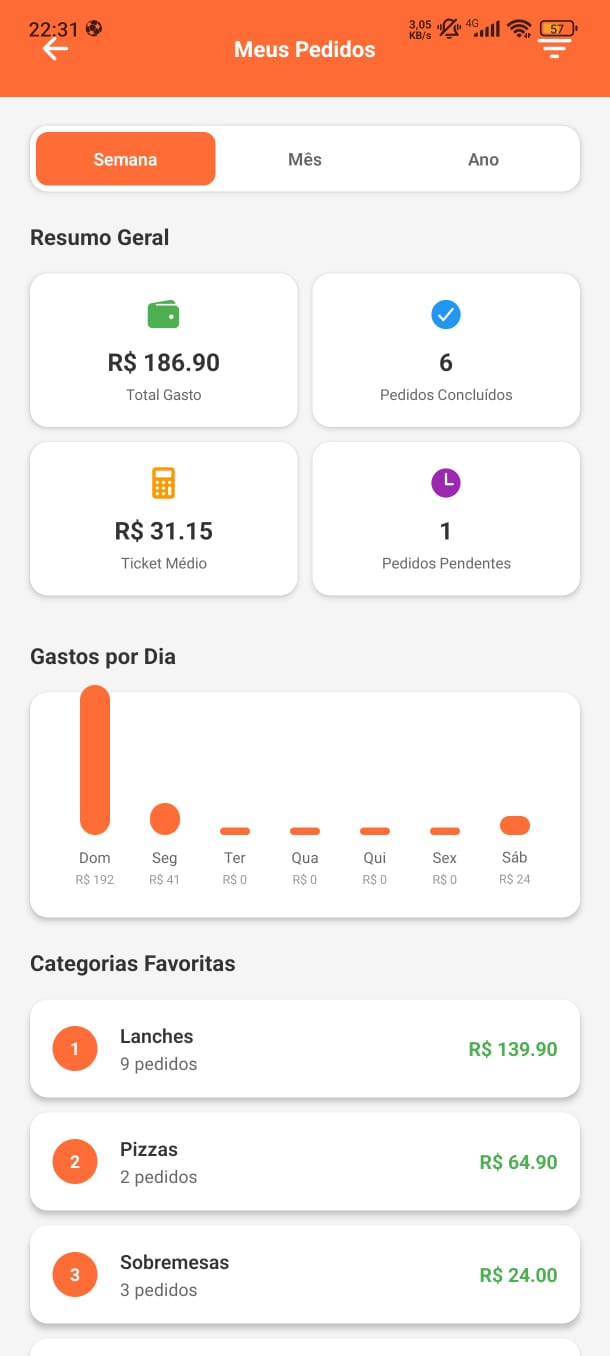 22:31
3,05
KB/s
4G
57
Meus Pedidos
Semana Mês Ano
Resumo Geral
R$ 186.90
Total Gasto
6
Pedidos Concluídos
R$ 31.15
Ticket Médio
1
Pedidos Pendentes
Gastos por Dia
Dom Seg Ter Qua Qui Sex Sáb
R$ 192 R$ 41 R$ 0 R$ 0 R$ 0 R$ 0 R$ 24
Categorias Favoritas
1
Lanches
9 pedidos
R$ 139.90
2
Pizzas
2 pedidos
R$ 64.90
3
Sobremesas
3 pedidos
R$ 24.00